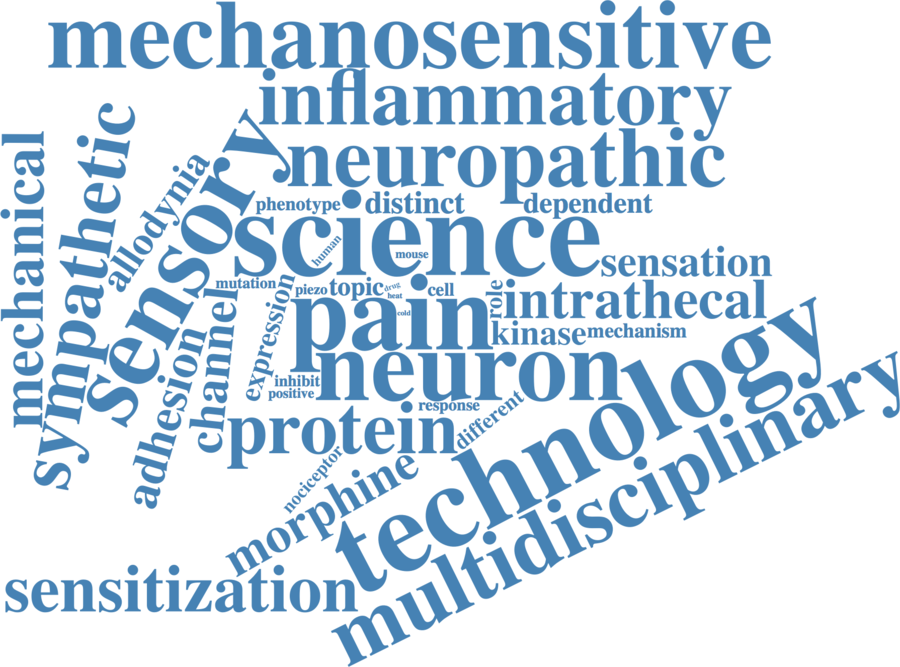 mechanosensitive
inflammatory
neuropathic
mechanical
sympathetic
allodynia
sensory
phenotype
distinct
dependent
science
human
mouse
sensation
mutation
piezo
topic
drug
heat
cell
role
intrathecal
pain
cold
kinase
mechanism
expression
channel
adhesion
neuron
inhibit
positive
response
different
protein
technology
multidisciplinary
nociceptor
morphine
sensitization